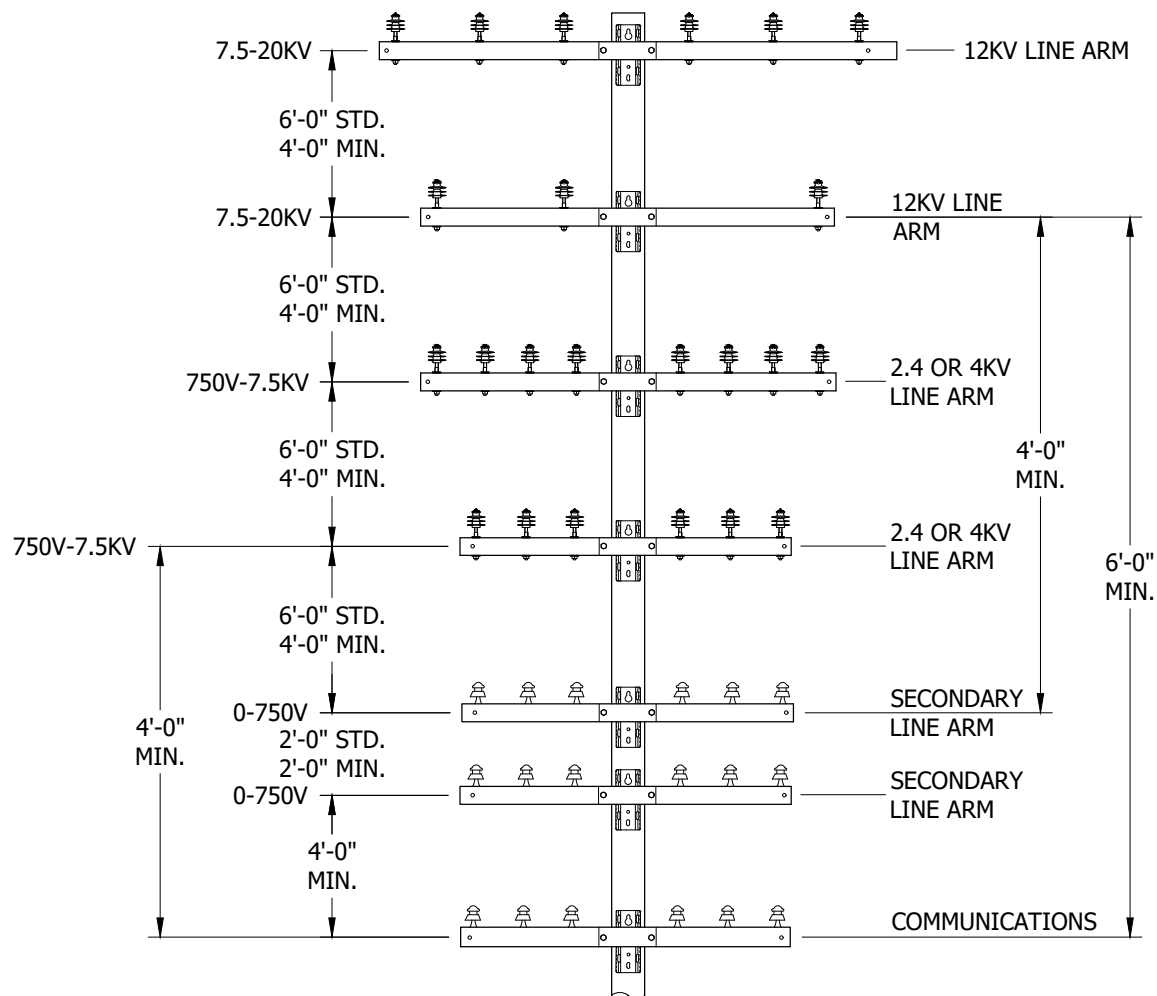 7.5-20KV
12KV LINE ARM
6'-0" STD.
4'-0" MIN.
7.5-20KV
12KV LINE
ARM
6'-0" STD.
4'-0" MIN.
750V-7.5KV
2.4 OR 4KV
LINE ARM
6'-0" STD.
4'-0" MIN.
4'-0"
MIN.
750V-7.5KV
2.4 OR 4KV
LINE ARM
6'-0"
MIN.
6'-0" STD.
4'-0" MIN.
0-750V
SECONDARY
LINE ARM
4'-0"
MIN.
2'-0" STD.
2'-0" MIN.
0-750V
SECONDARY
LINE ARM
4'-0"
MIN.
COMMUNICATIONS